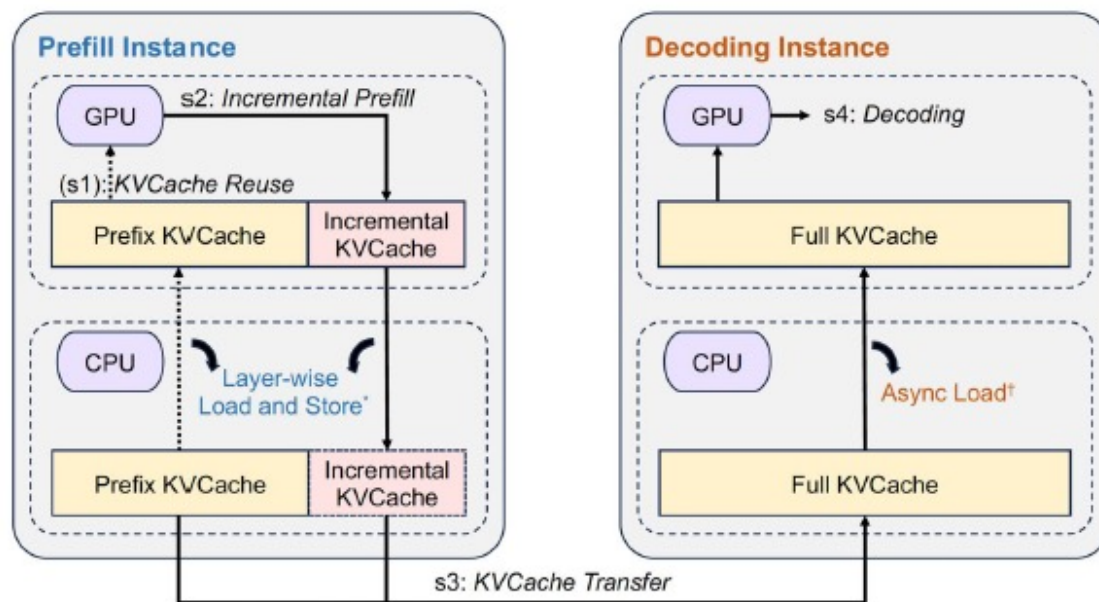 Prefill Instance
GPU
s2: Incremental Prefill
(s1): KVCache Reuse
Prefix KVCache
Incremental
KVCache
CPU
Layer-wise
Load and Store*
Prefix KVCache
Incremental
KVCache
Decoding Instance
GPU
s4: Decoding
Full KVCache
CPU
Async Load†
Full KVCache
s3: KVCache Transfer